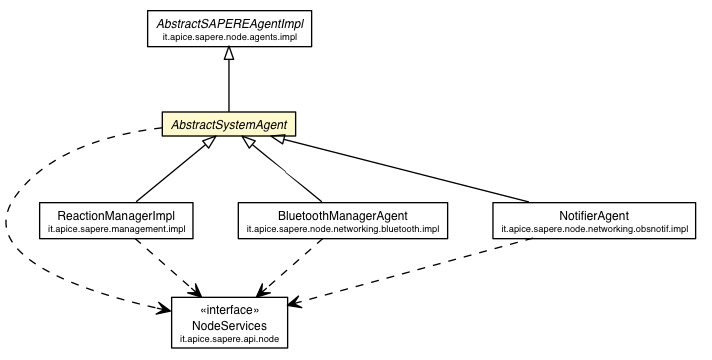 AbstractSAPEREAgentImpl
it.apice.sapere.node.agents.impl
AbstractSystemAgent
ReactionManagerImpl
it.apice.sapere.management.impl
BluetoothManagerAgent
it.apice.sapere.node.networking.bluetooth.impl
NotifierAgent
it.apice.sapere.node.networking.obsnotif.impl
«interface»
NodeServices
it.apice.sapere.api.node